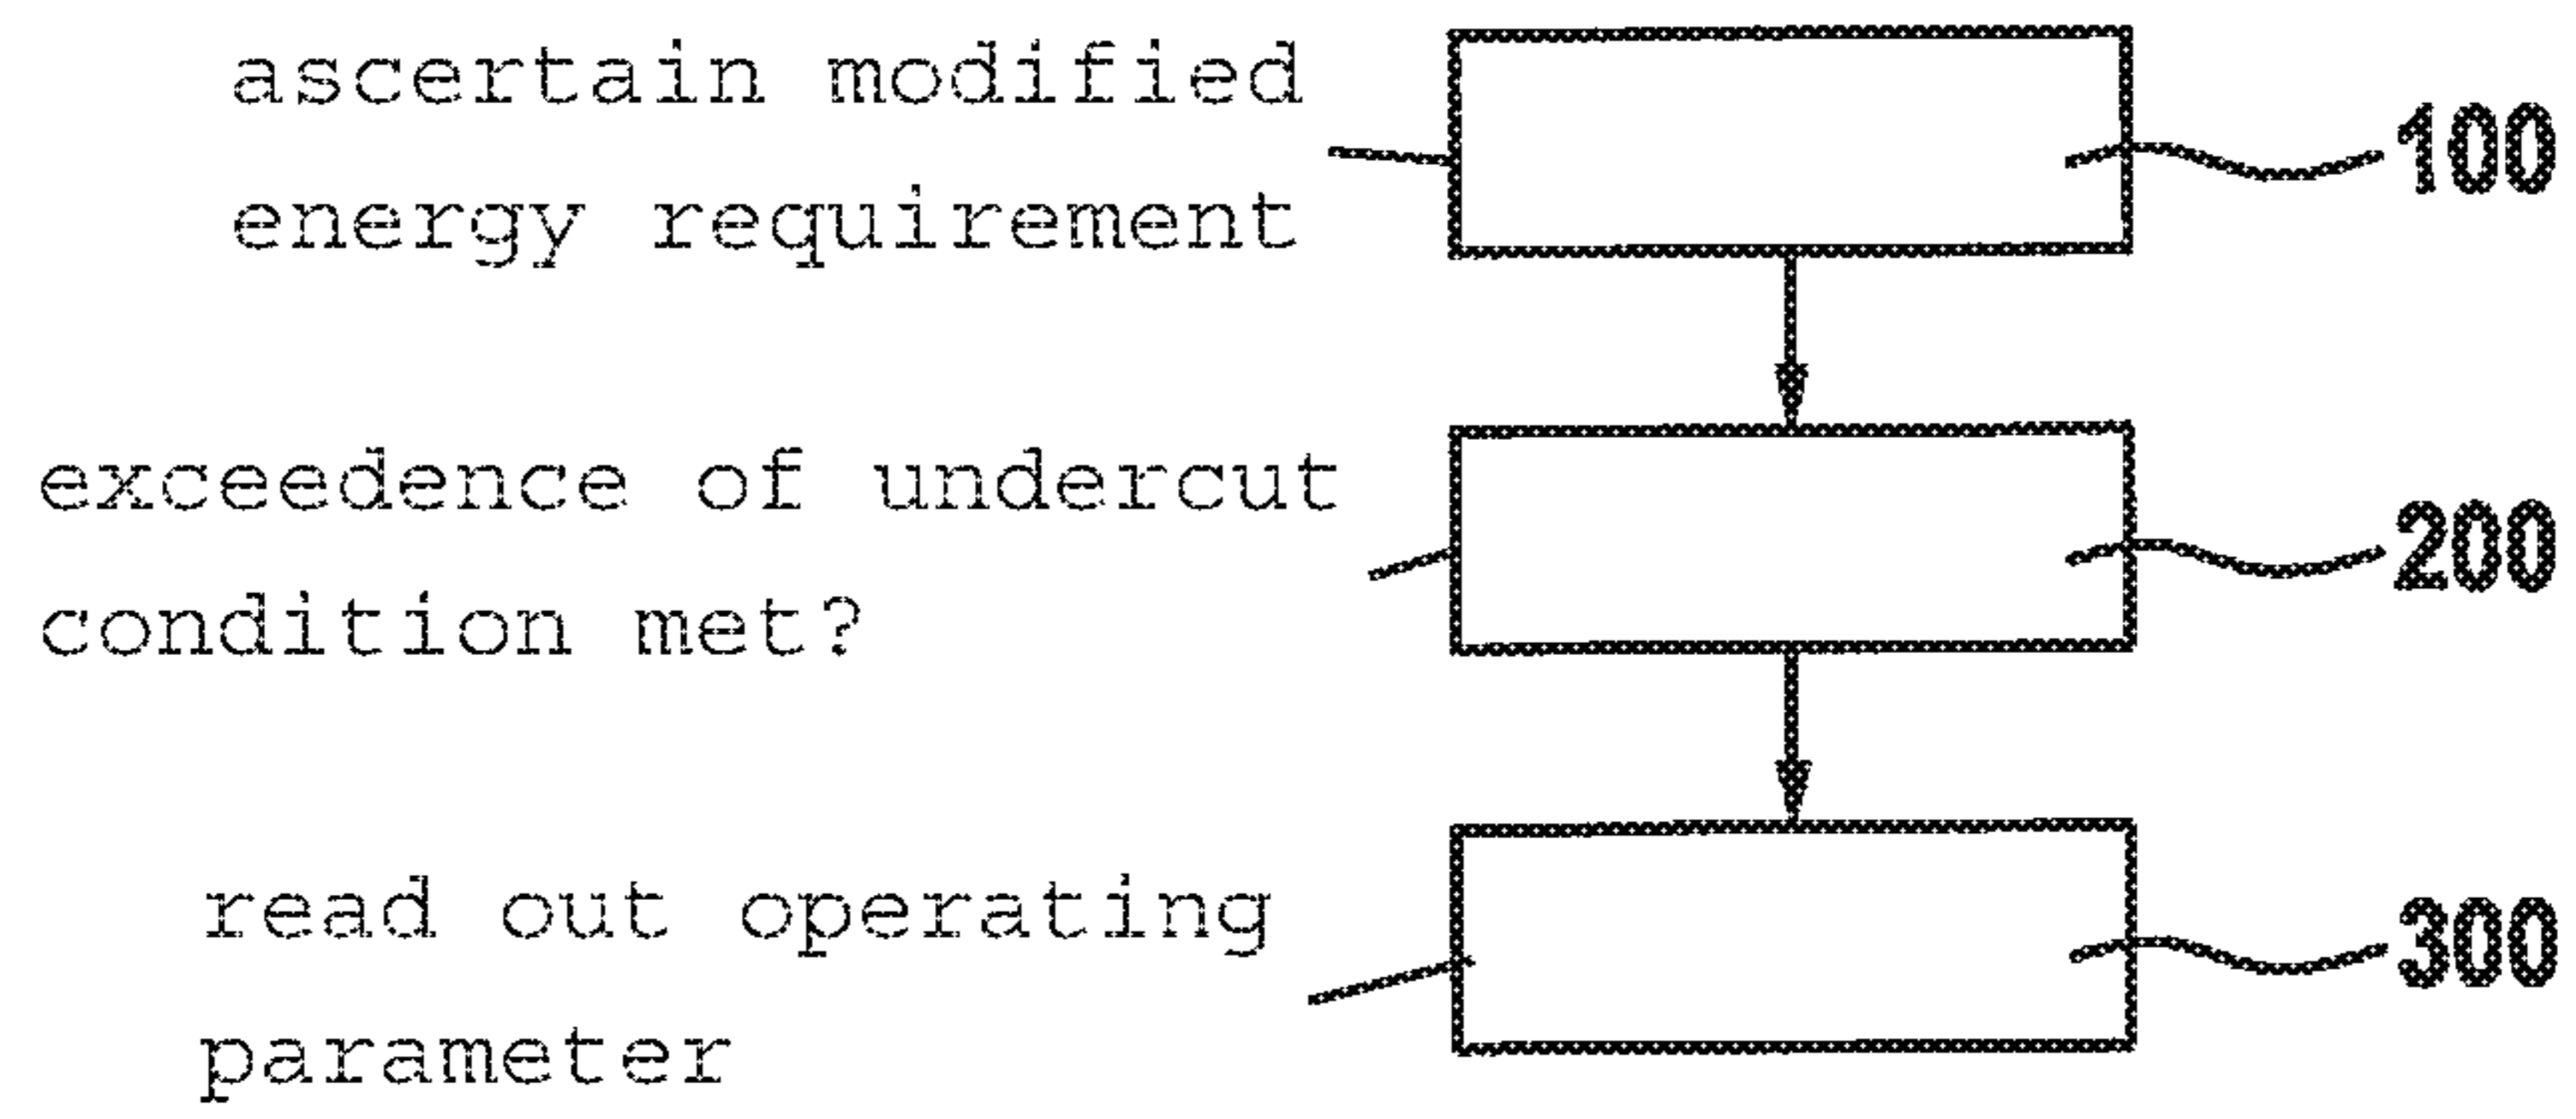 ascertain modified
energy requirement
100
exceedence of undercut
condition met?
200
read out operating
parameter
300